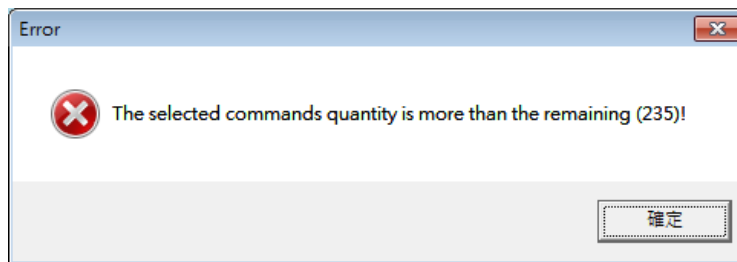 Error
The selected commands quantity is more than the remaining (235)!
確定